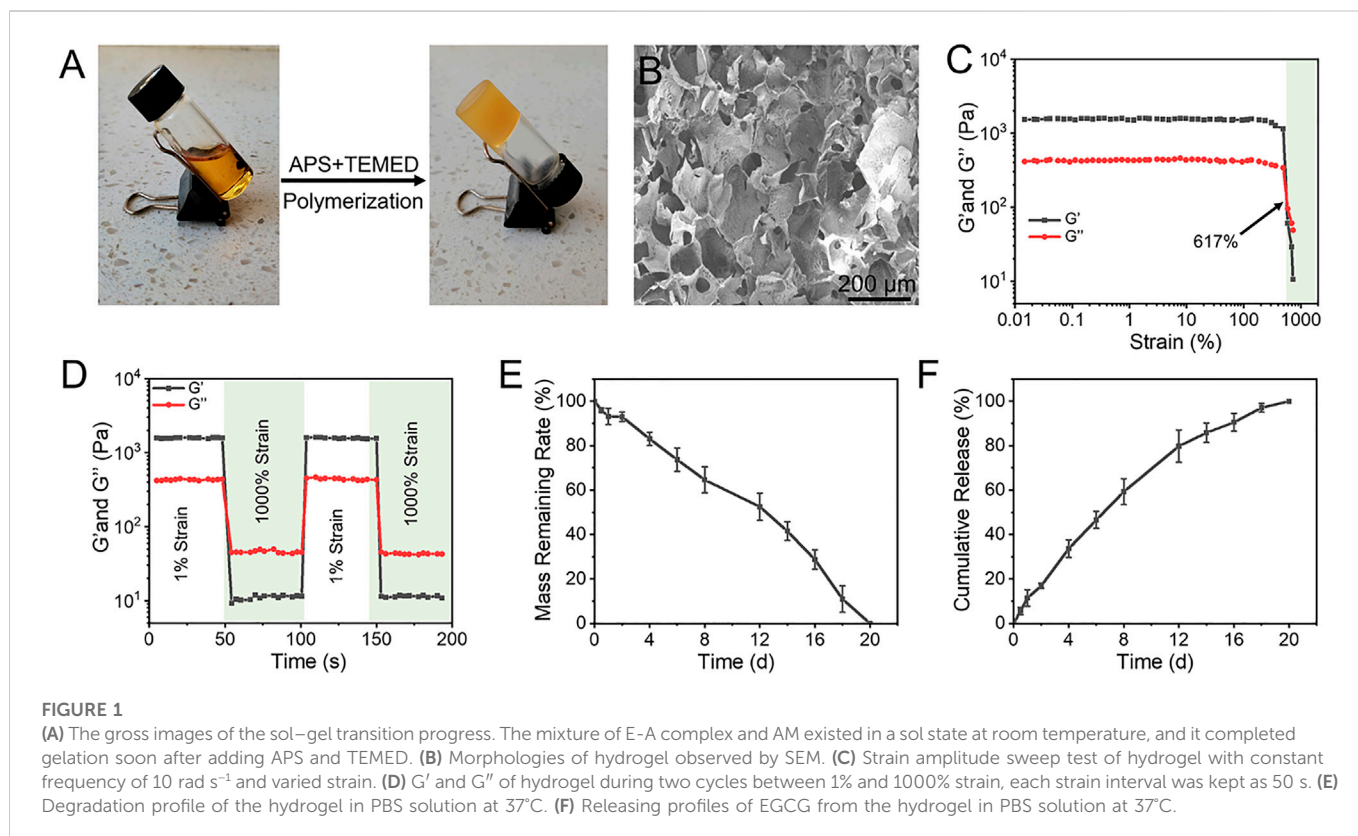 A
APS+TEMED
Polymerization
B
200 μm
C
G'and G'' (Pa)
10⁴
10³
10²
10¹
G'
G''
617%
0.01 0.1 1 10 100 1000
Strain (%)
D
G'and G'' (Pa)
10⁴
10³
10²
10¹
G'
G''
1% Strain
1000% Strain
1% Strain
1000% Strain
0 50 100 150 200
Time (s)
E
Mass Remaining Rate (%)
100
80
60
40
20
0
0 4 8 12 16 20
Time (d)
F
Cumulative Release (%)
100
80
60
40
20
0
0 4 8 12 16 20
Time (d)
FIGURE 1
(A) The gross images of the sol–gel transition progress. The mixture of E-A complex and AM existed in a sol state at room temperature, and it completed
gelation soon after adding APS and TEMED. (B) Morphologies of hydrogel observed by SEM. (C) Strain amplitude sweep test of hydrogel with constant
frequency of 10 rad s⁻¹ and varied strain. (D) G′ and G″ of hydrogel during two cycles between 1% and 1000% strain, each strain interval was kept as 50 s. (E)
Degradation profile of the hydrogel in PBS solution at 37°C. (F) Releasing profiles of EGCG from the hydrogel in PBS solution at 37°C.